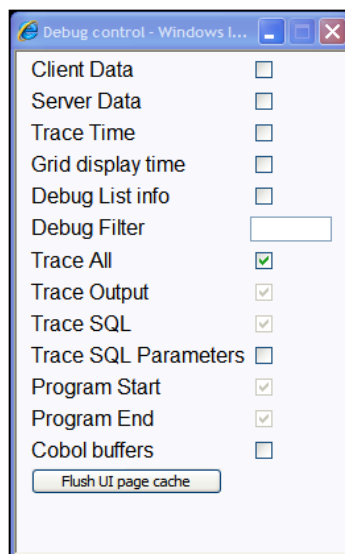 Debug control - Windows I...
Client Data
Server Data
Trace Time
Grid display time
Debug List info
Debug Filter
Trace All
Trace Output
Trace SQL
Trace SQL Parameters
Program Start
Program End
Cobol buffers
Flush UI page cache